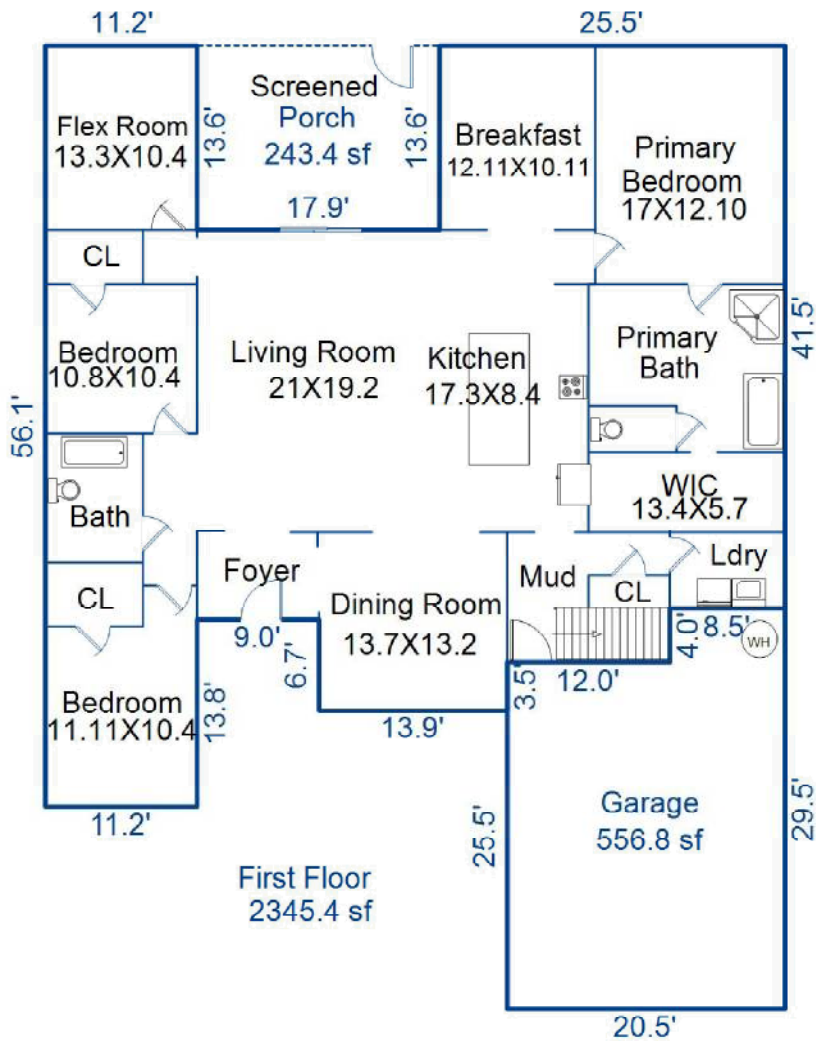 11.2'
25.5'
Screened
Porch
243.4 sf
13.6'
13.6'
17.9'
Flex Room
13.3X10.4
Breakfast
12.11X10.11
Primary
Bedroom
17X12.10
CL
Bedroom
10.8X10.4
Living Room
21X19.2
Kitchen
17.3X8.4
Primary
Bath
41.5'
56.1'
Bath
WIC
13.4X5.7
Foyer
Mud
Ldry
CL
CL
Dining Room
13.7X13.2
9.0'
6.7'
4.0'
8.5'
WH
3.5'
12.0'
Bedroom
11.11X10.4
13.8'
13.9'
11.2'
25.5'
Garage
556.8 sf
29.5'
First Floor
2345.4 sf
20.5'